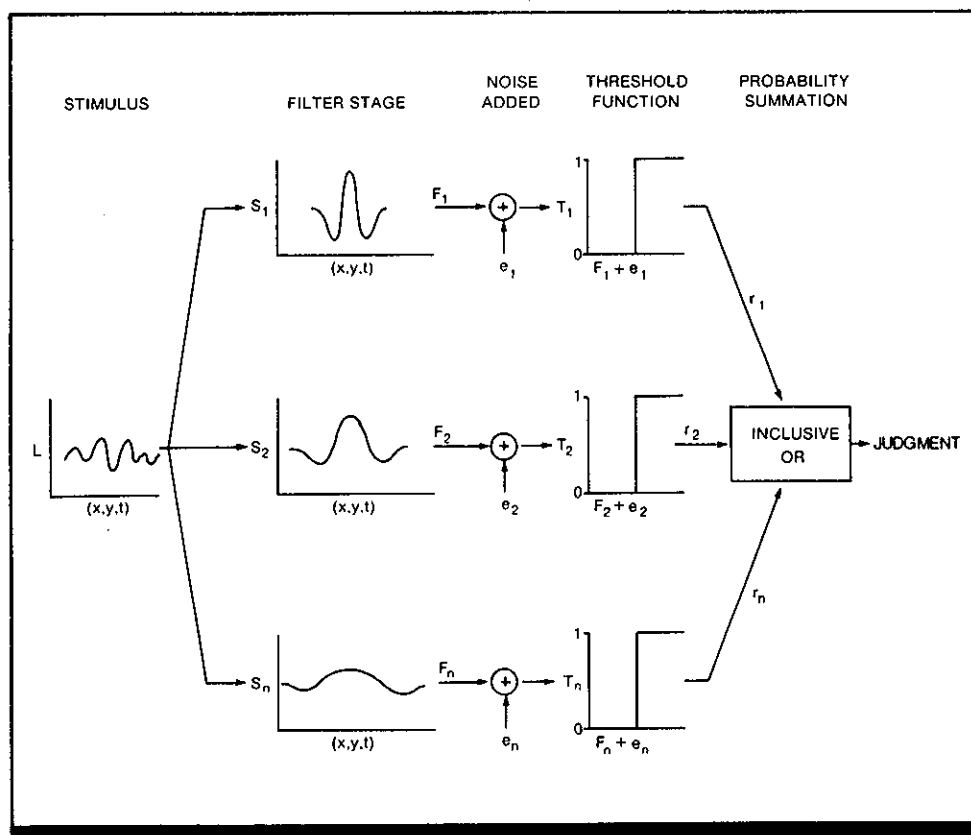 STIMULUS
FILTER STAGE
NOISE
ADDED
THRESHOLD
FUNCTION
PROBABILITY
SUMMATION
S₁
(x,y,t)
F₁
+
e₁
T₁
1
0
F₁ + e₁
r₁
L
(x,y,t)
S₂
(x,y,t)
F₂
+
e₂
T₂
1
0
F₂ + e₂
r₂
INCLUSIVE
OR
JUDGMENT
Sₙ
(x,y,t)
Fₙ
+
eₙ
Tₙ
1
0
Fₙ + eₙ
rₙ